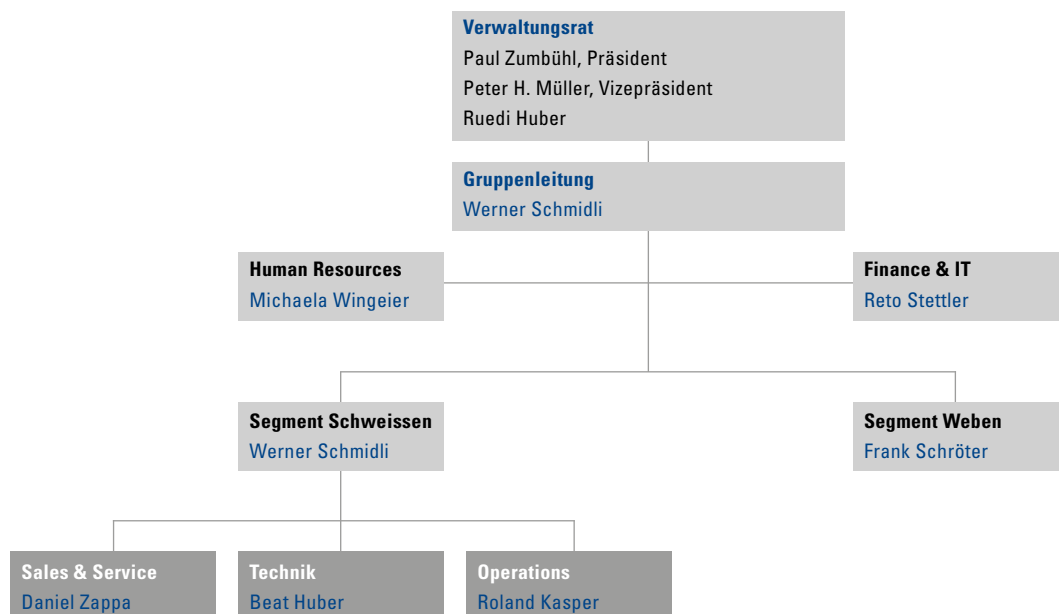 Verwaltungsrat
Paul Zumbühl, Präsident
Peter H. Müller, Vizepräsident
Ruedi Huber
Gruppenleitung
Werner Schmidli
Human Resources
Michaela Wingeier
Finance & IT
Reto Stettler
Segment Schweissen
Werner Schmidli
Segment Weben
Frank Schröter
Sales & Service
Daniel Zappa
Technik
Beat Huber
Operations
Roland Kasper